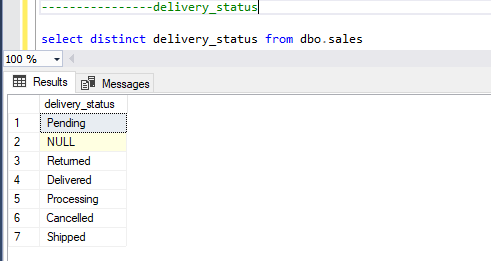 ----------------delivery_status
select distinct delivery_status from dbo.sales
100 %
Results Messages
delivery_status
1 Pending
2 NULL
3 Returned
4 Delivered
5 Processing
6 Cancelled
7 Shipped